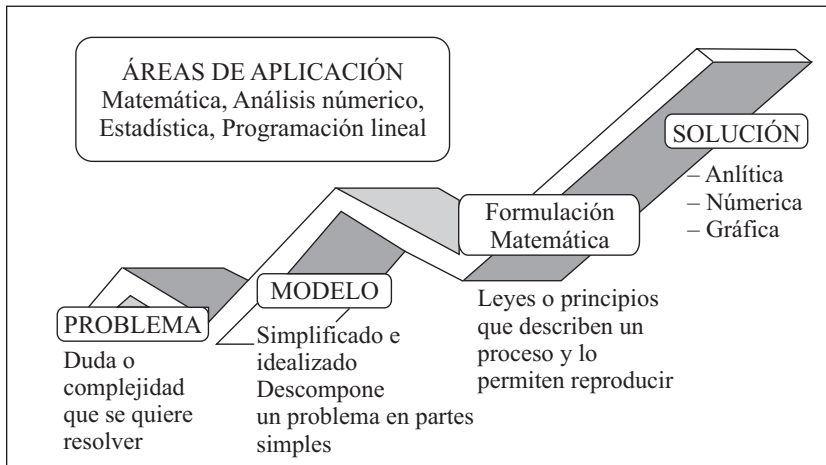 ÁREAS DE APLICACIÓN
Matemática, Análisis númerico,
Estadística, Programación lineal
PROBLEMA
Duda o
complejidad
que se quiere
resolver
MODELO
Simplificado e
idealizado
Descompone
un problema en partes
simples
Formulación
Matemática
Leyes o principios
que describen un
proceso y lo
permiten reproducir
SOLUCIÓN
– Anlítica
– Númerica
– Gráfica